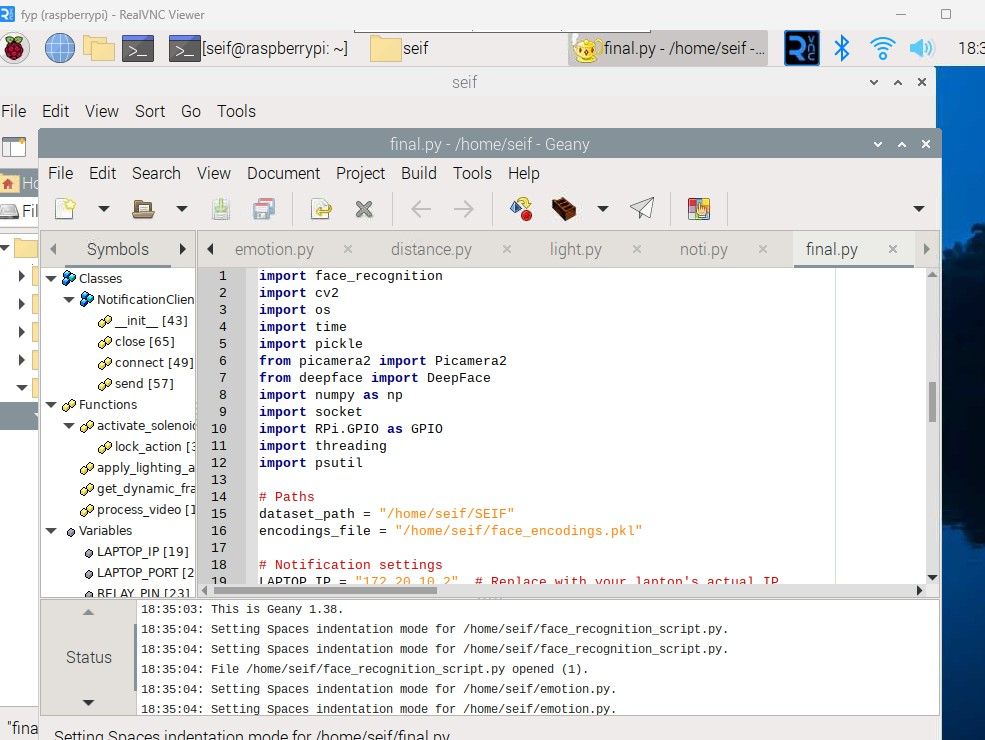 fyp (raspberrypi) - RealVNC Viewer
[seif@raspberrypi: ~]
seif
final.py - /home/seif -...
18:3
seif
File Edit View Sort Go Tools
final.py - /home/seif - Geany
File Edit Search View Document Project Build Tools Help
Symbols
emotion.py
distance.py
light.py
noti.py
final.py
Classes
NotificationClien
__init__ [43]
close [65]
connect [49]
send [57]
Functions
activate_solenoi
lock_action [3
apply_lighting_a
get_dynamic_fra
process_video [1
Variables
LAPTOP_IP [19]
LAPTOP_PORT [2
RELAY_PIN [23]
1 import face_recognition
2 import cv2
3 import os
4 import time
5 import pickle
6 from picamera2 import Picamera2
7 from deepface import DeepFace
8 import numpy as np
9 import socket
10 import RPi.GPIO as GPIO
11 import threading
12 import psutil
13
14 # Paths
15 dataset_path = "/home/seif/SEIF"
16 encodings_file = "/home/seif/face_encodings.pkl"
17
18 # Notification settings
19 LAPTOP_IP = "172.20.10.2" # Replace with your laptop's actual IP
Status
18:35:03: This is Geany 1.38.
18:35:04: Setting Spaces indentation mode for /home/seif/face_recognition_script.py.
18:35:04: Setting Spaces indentation mode for /home/seif/face_recognition_script.py.
18:35:04: File /home/seif/face_recognition_script.py opened (1).
18:35:04: Setting Spaces indentation mode for /home/seif/emotion.py.
18:35:04: Setting Spaces indentation mode for /home/seif/emotion.py.
"fina
Setting Spaces indentation mode for /home/seif/final.py.